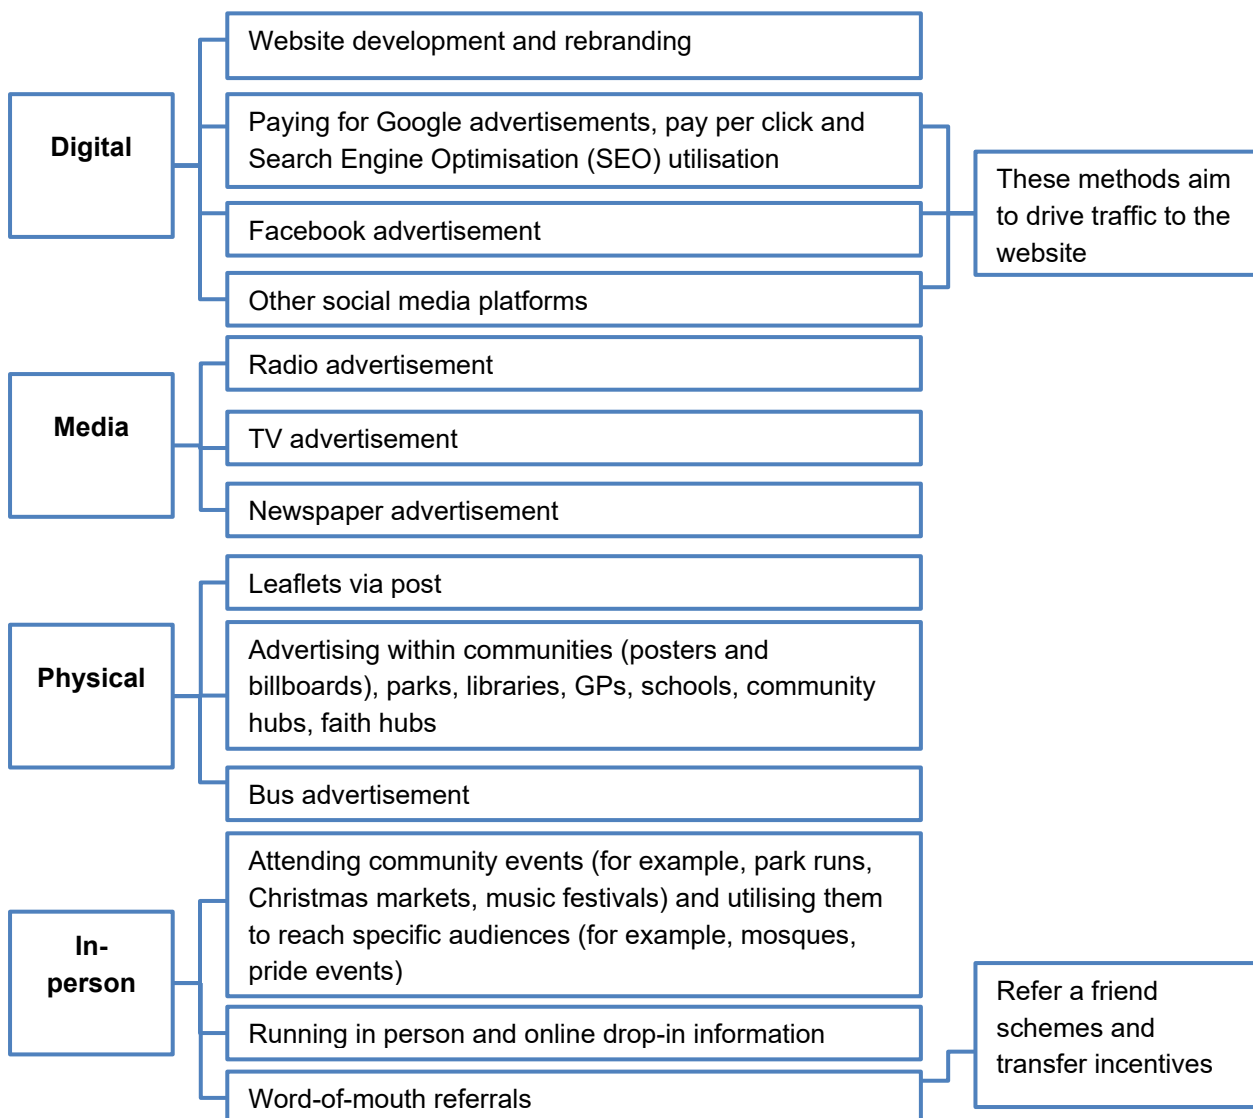 Digital
Website development and rebranding
Paying for Google advertisements, pay per click and
Search Engine Optimisation (SEO) utilisation
Facebook advertisement
Other social media platforms
These methods aim
to drive traffic to the
website
Media
Radio advertisement
TV advertisement
Newspaper advertisement
Physical
Leaflets via post
Advertising within communities (posters and
billboards), parks, libraries, GPs, schools, community
hubs, faith hubs
Bus advertisement
In-
person
Attending community events (for example, park runs,
Christmas markets, music festivals) and utilising them
to reach specific audiences (for example, mosques,
pride events)
Running in person and online drop-in information
Word-of-mouth referrals
Refer a friend
schemes and
transfer incentives